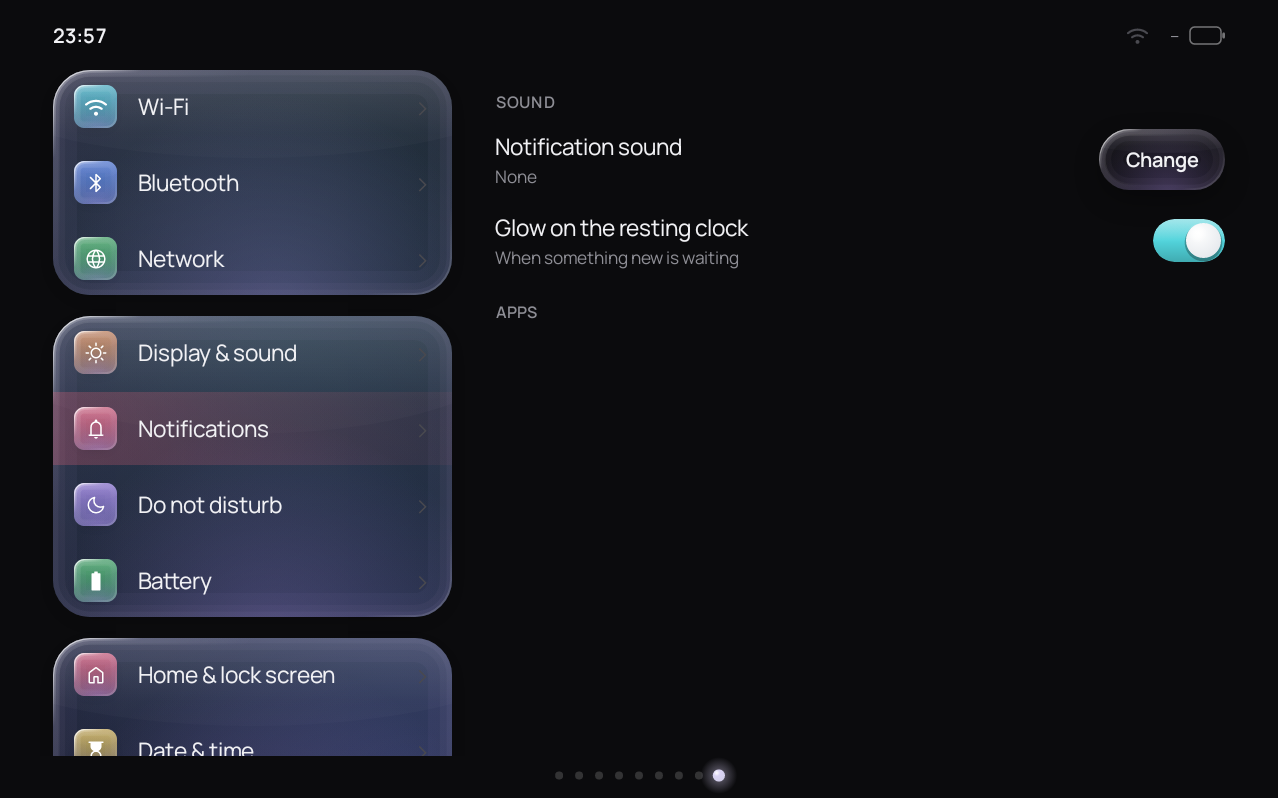 23:57
–
Wi-Fi
Bluetooth
Network
Display & sound
Notifications
Do not disturb
Battery
Home & lock screen
Date & time
SOUND
Notification sound
None
Change
Glow on the resting clock
When something new is waiting
APPS